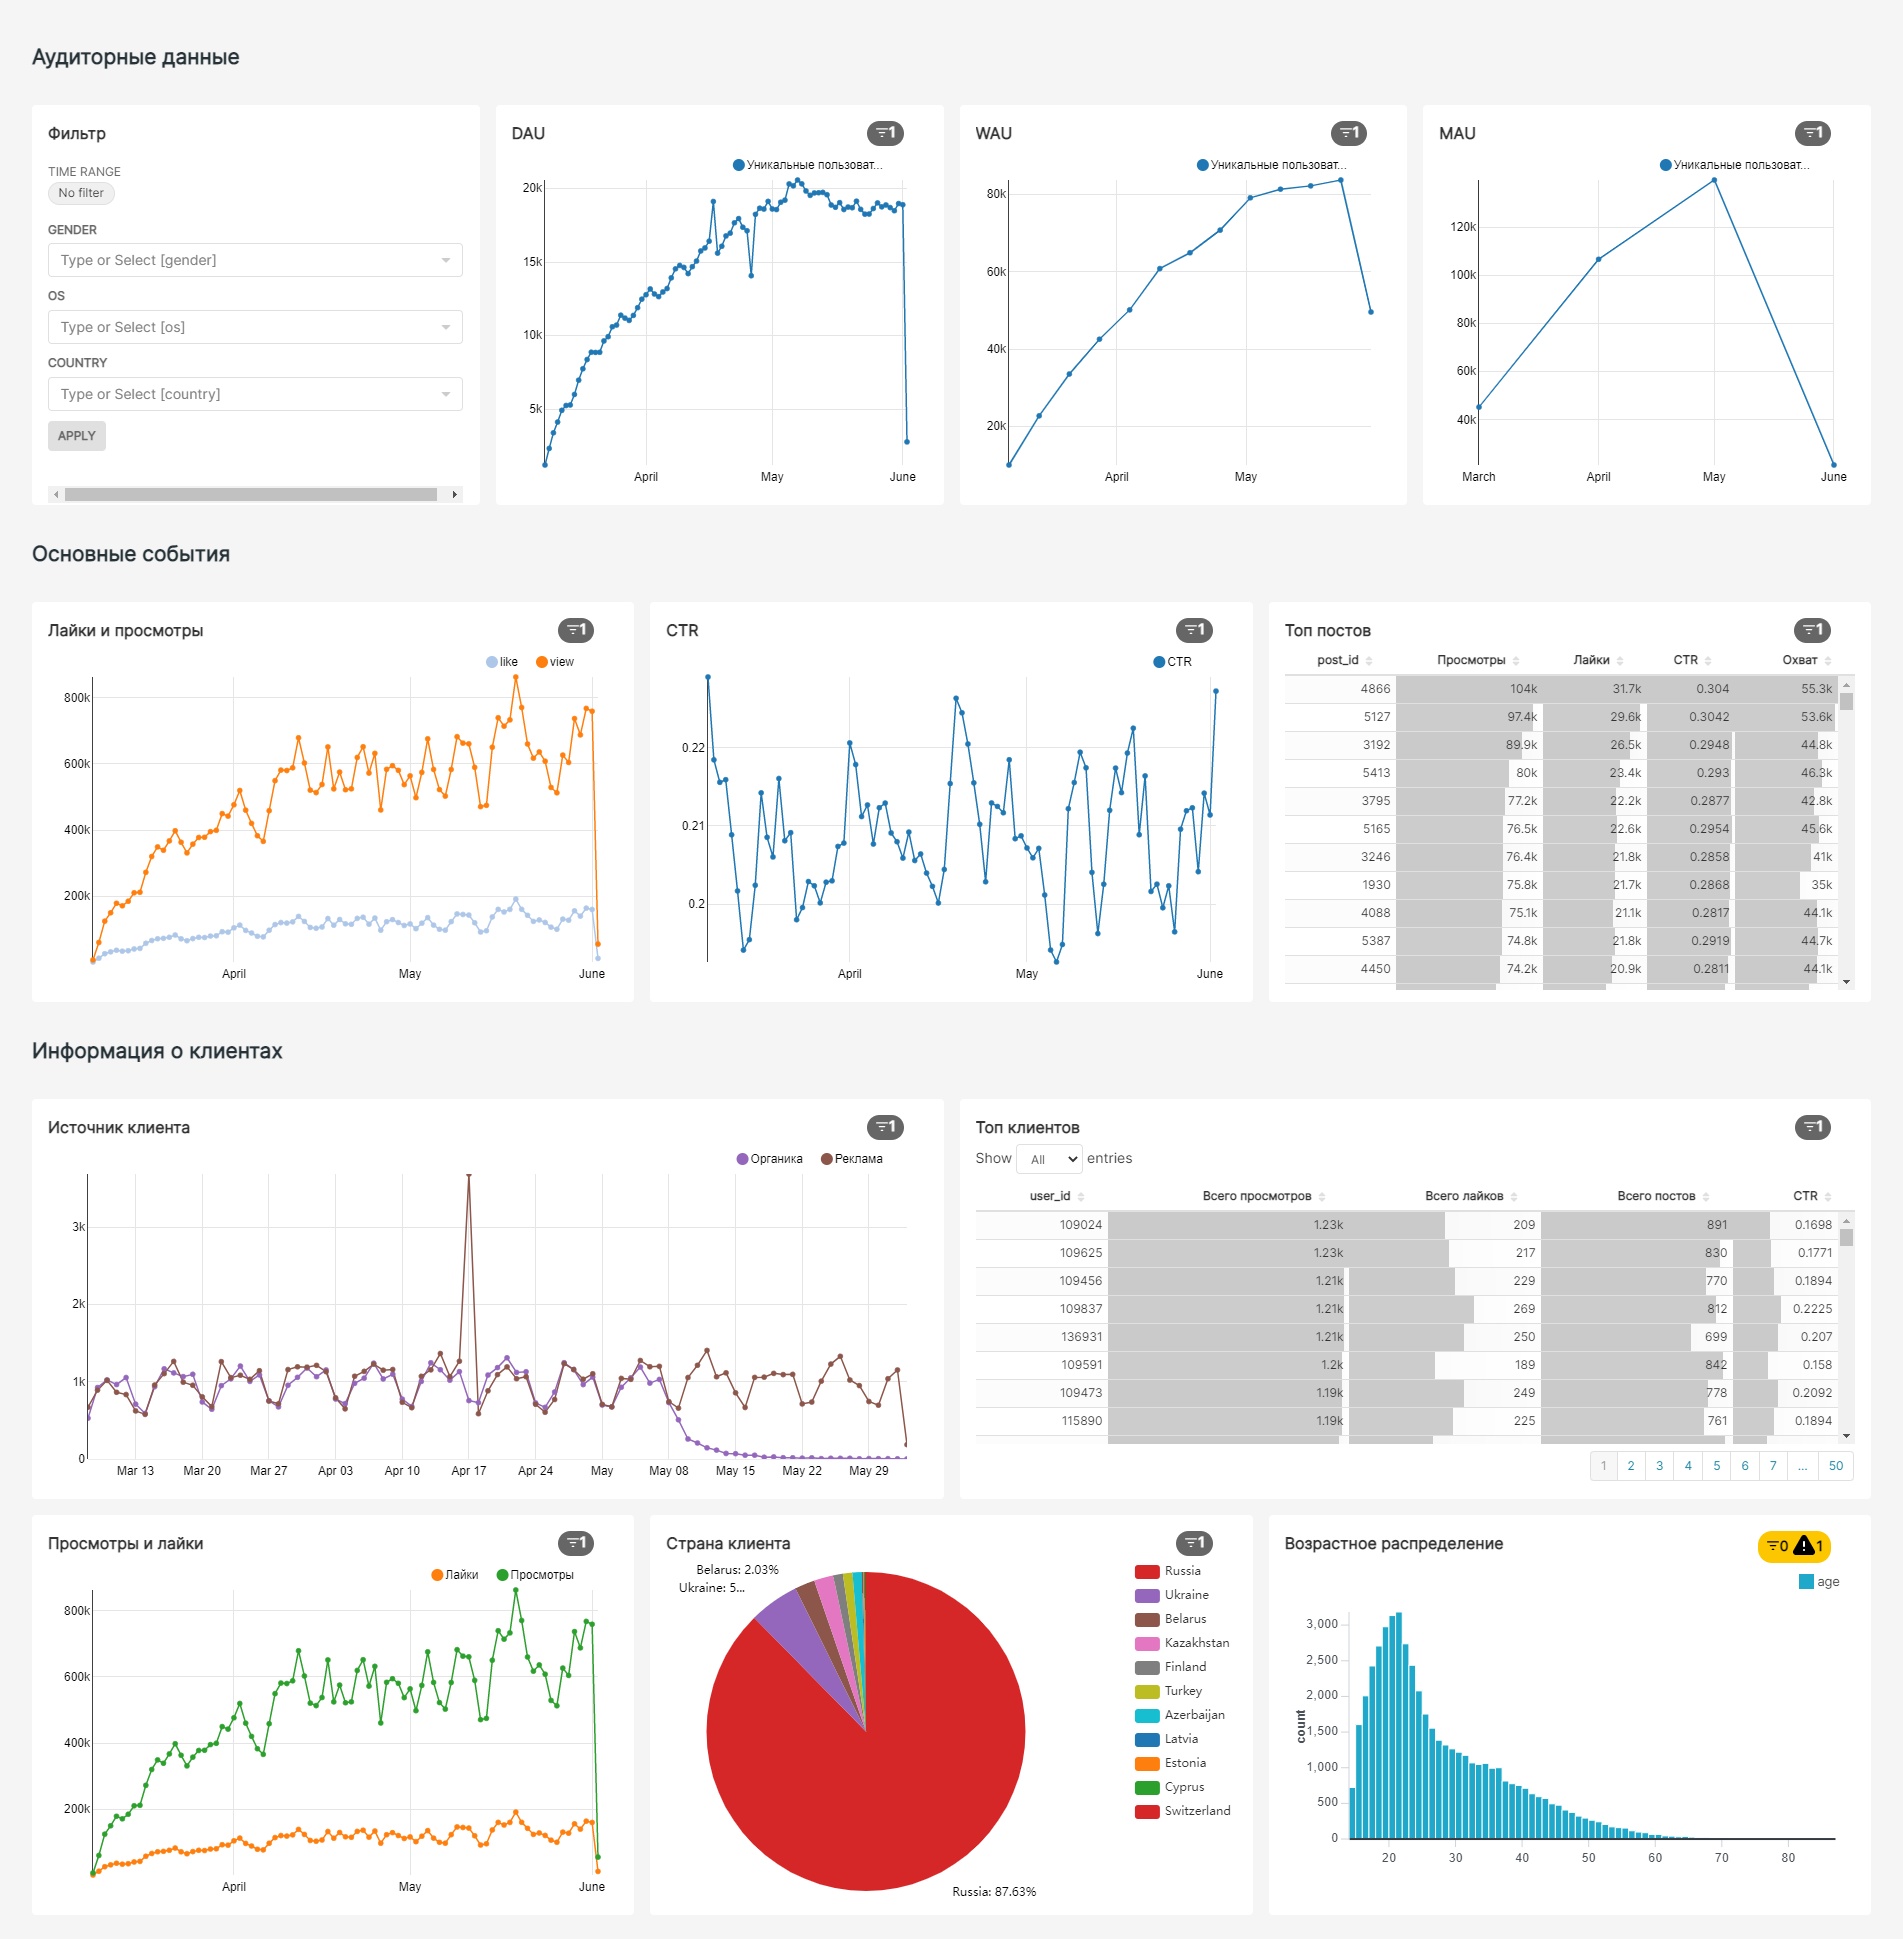 Аудиторные данные
Фильтр
TIME RANGE
No filter
GENDER
Type or Select [gender]
OS
Type or Select [os]
COUNTRY
Type or Select [country]
APPLY
DAU
1
Уникальные пользоват...
20k
15k
10k
5k
April May June
WAU
1
Уникальные пользоват...
80k
60k
40k
20k
April May
MAU
1
Уникальные пользоват...
120k
100k
80k
60k
40k
March April May June
Основные события
Лайки и просмотры
1
like view
800k
600k
400k
200k
April May June
CTR
1
CTR
0.22
0.21
0.2
April May June
Топ постов
1
post_id Просмотры Лайки CTR Охват
4866 104k 31.7k 0.304 55.3k
5127 97.4k 29.6k 0.3042 53.6k
3192 89.9k 26.5k 0.2948 44.8k
5413 80k 23.4k 0.293 46.3k
3795 77.2k 22.2k 0.2877 42.8k
5165 76.5k 22.6k 0.2954 45.6k
3246 76.4k 21.8k 0.2858 41k
1930 75.8k 21.7k 0.2868 35k
4088 75.1k 21.1k 0.2817 44.1k
5387 74.8k 21.8k 0.2919 44.7k
4450 74.2k 20.9k 0.2811 44.1k
Информация о клиентах
Источник клиента
1
Органика Реклама
3k
2k
1k
0
Mar 13 Mar 20 Mar 27 Apr 03 Apr 10 Apr 17 Apr 24 May May 08 May 15 May 22 May 29
Топ клиентов
1
Show All entries
user_id Всего просмотров Всего лайков Всего постов CTR
109024 1.23k 209 891 0.1698
109625 1.23k 217 830 0.1771
109456 1.21k 229 770 0.1894
109837 1.21k 269 812 0.2225
136931 1.21k 250 699 0.207
109591 1.2k 189 842 0.158
109473 1.19k 249 778 0.2092
115890 1.19k 225 761 0.1894
1 2 3 4 5 6 7 ... 50
Просмотры и лайки
1
Лайки Просмотры
800k
600k
400k
200k
April May June
Страна клиента
1
Belarus: 2.03%
Ukraine: 5...
Russia: 87.63%
Russia
Ukraine
Belarus
Kazakhstan
Finland
Turkey
Azerbaijan
Latvia
Estonia
Cyprus
Switzerland
Возрастное распределение
0 1
age
count
3,000
2,500
2,000
1,500
1,000
500
0
20 30 40 50 60 70 80